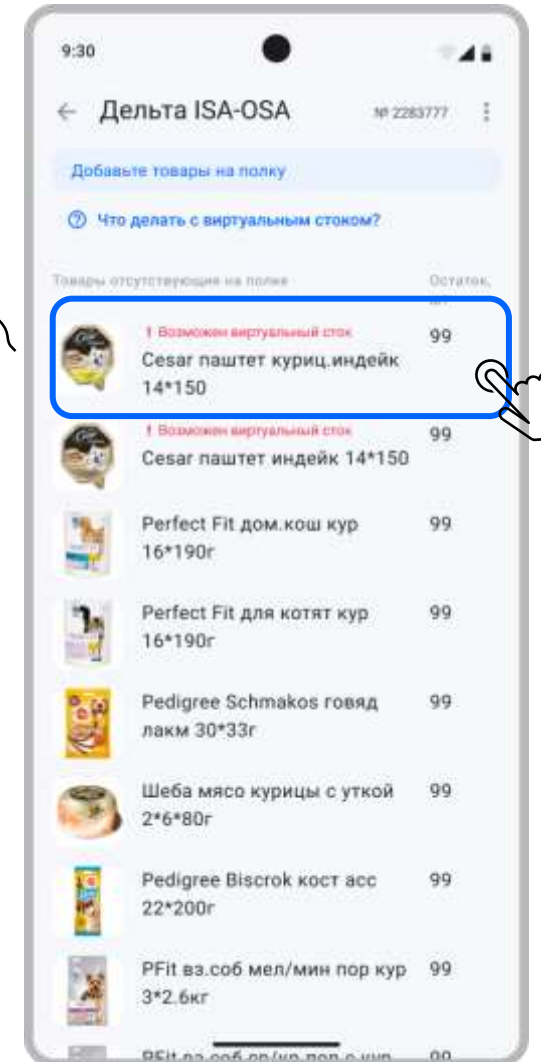 9:30
Дельта ISA-OSA
№ 2283777
Добавьте товары на полку
Что делать с виртуальным стоком?
Товары отсутствующие на полке
Остаток,
шт.
! Возможен виртуальный сток
Cesar паштет куриц.индейк
14*150
99
! Возможен виртуальный сток
Cesar паштет индейк 14*150
99
Perfect Fit дом.кош кур
16*190г
99
Perfect Fit для котят кур
16*190г
99
Pedigree Schmakos говяд
лакм 30*33г
99
Шеба мясо курицы с уткой
2*6*80г
99
Pedigree Biscrok кост асс
22*200г
99
PFit вз.соб мел/мин пор кур
3*2.6кг
99